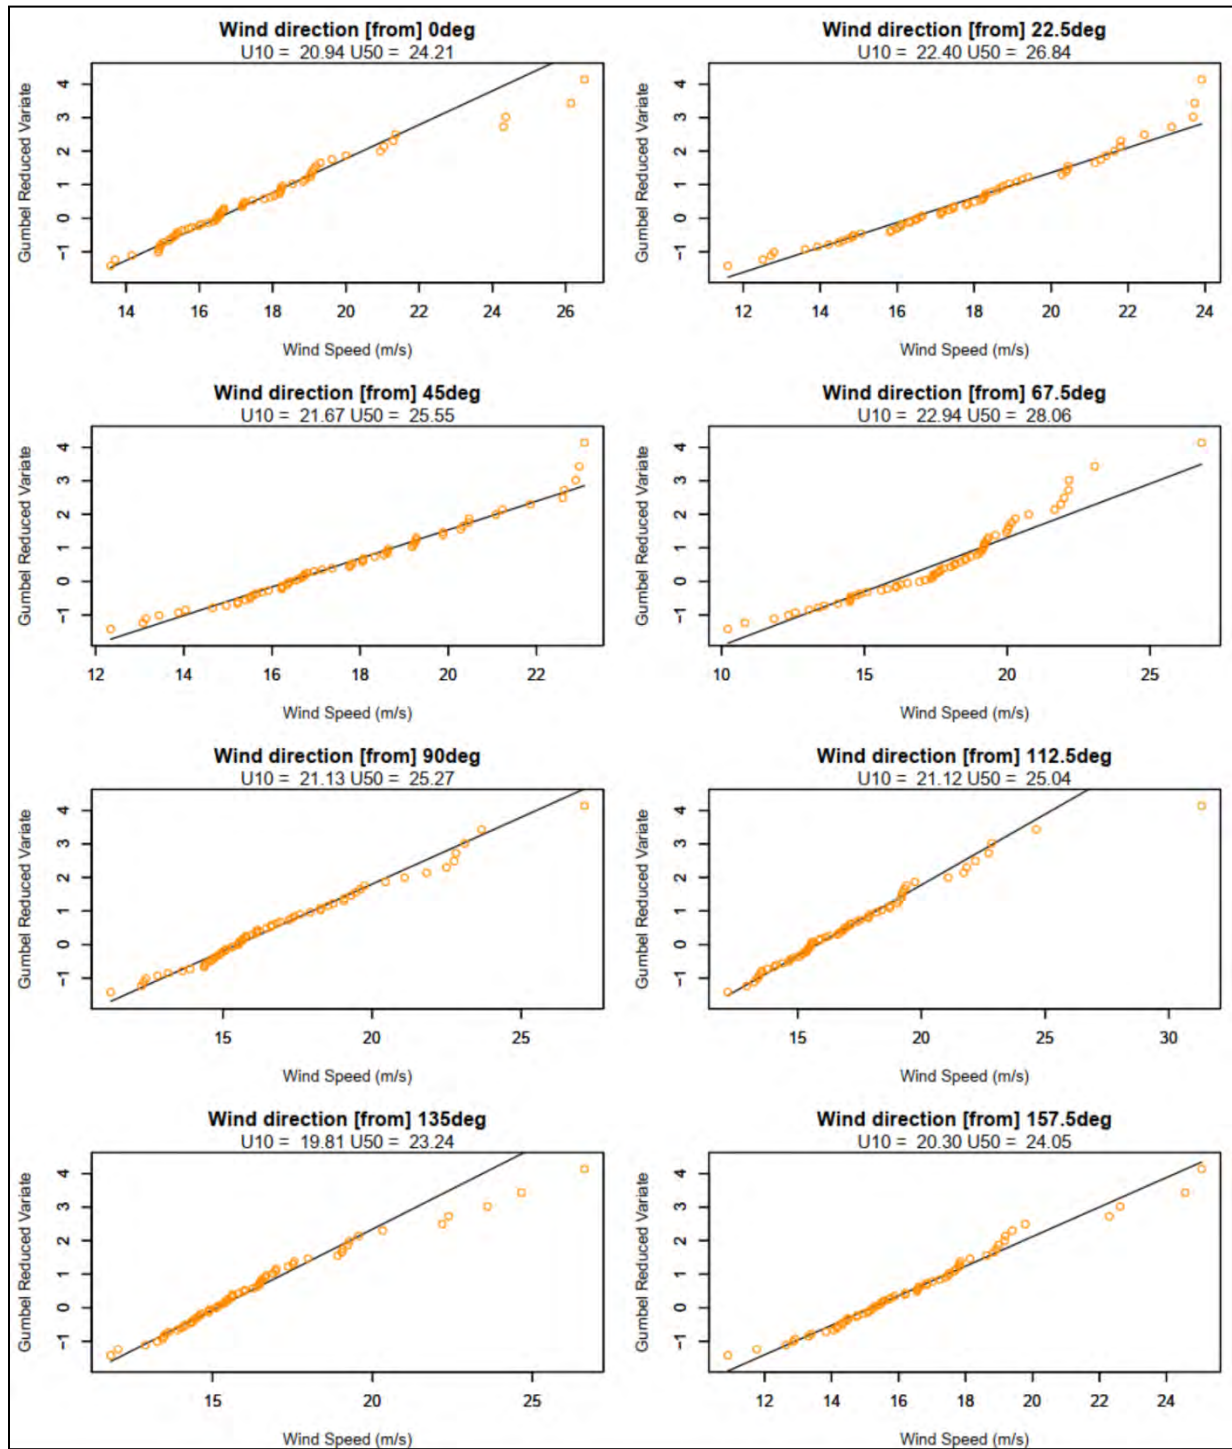 Wind direction [from] 0deg
U10 = 20.94 U50 = 24.21
Gumbel Reduced Variate
4
3
2
1
0
-1
14 16 18 20 22 24 26
Wind Speed (m/s)
Wind direction [from] 22.5deg
U10 = 22.40 U50 = 26.84
Gumbel Reduced Variate
4
3
2
1
0
-1
12 14 16 18 20 22 24
Wind Speed (m/s)
Wind direction [from] 45deg
U10 = 21.67 U50 = 25.55
Gumbel Reduced Variate
4
3
2
1
0
-1
12 14 16 18 20 22
Wind Speed (m/s)
Wind direction [from] 67.5deg
U10 = 22.94 U50 = 28.06
Gumbel Reduced Variate
4
3
2
1
0
-1
10 15 20 25
Wind Speed (m/s)
Wind direction [from] 90deg
U10 = 21.13 U50 = 25.27
Gumbel Reduced Variate
4
3
2
1
0
-1
15 20 25
Wind Speed (m/s)
Wind direction [from] 112.5deg
U10 = 21.12 U50 = 25.04
Gumbel Reduced Variate
4
3
2
1
0
-1
15 20 25 30
Wind Speed (m/s)
Wind direction [from] 135deg
U10 = 19.81 U50 = 23.24
Gumbel Reduced Variate
4
3
2
1
0
-1
15 20 25
Wind Speed (m/s)
Wind direction [from] 157.5deg
U10 = 20.30 U50 = 24.05
Gumbel Reduced Variate
4
3
2
1
0
-1
12 14 16 18 20 22 24
Wind Speed (m/s)